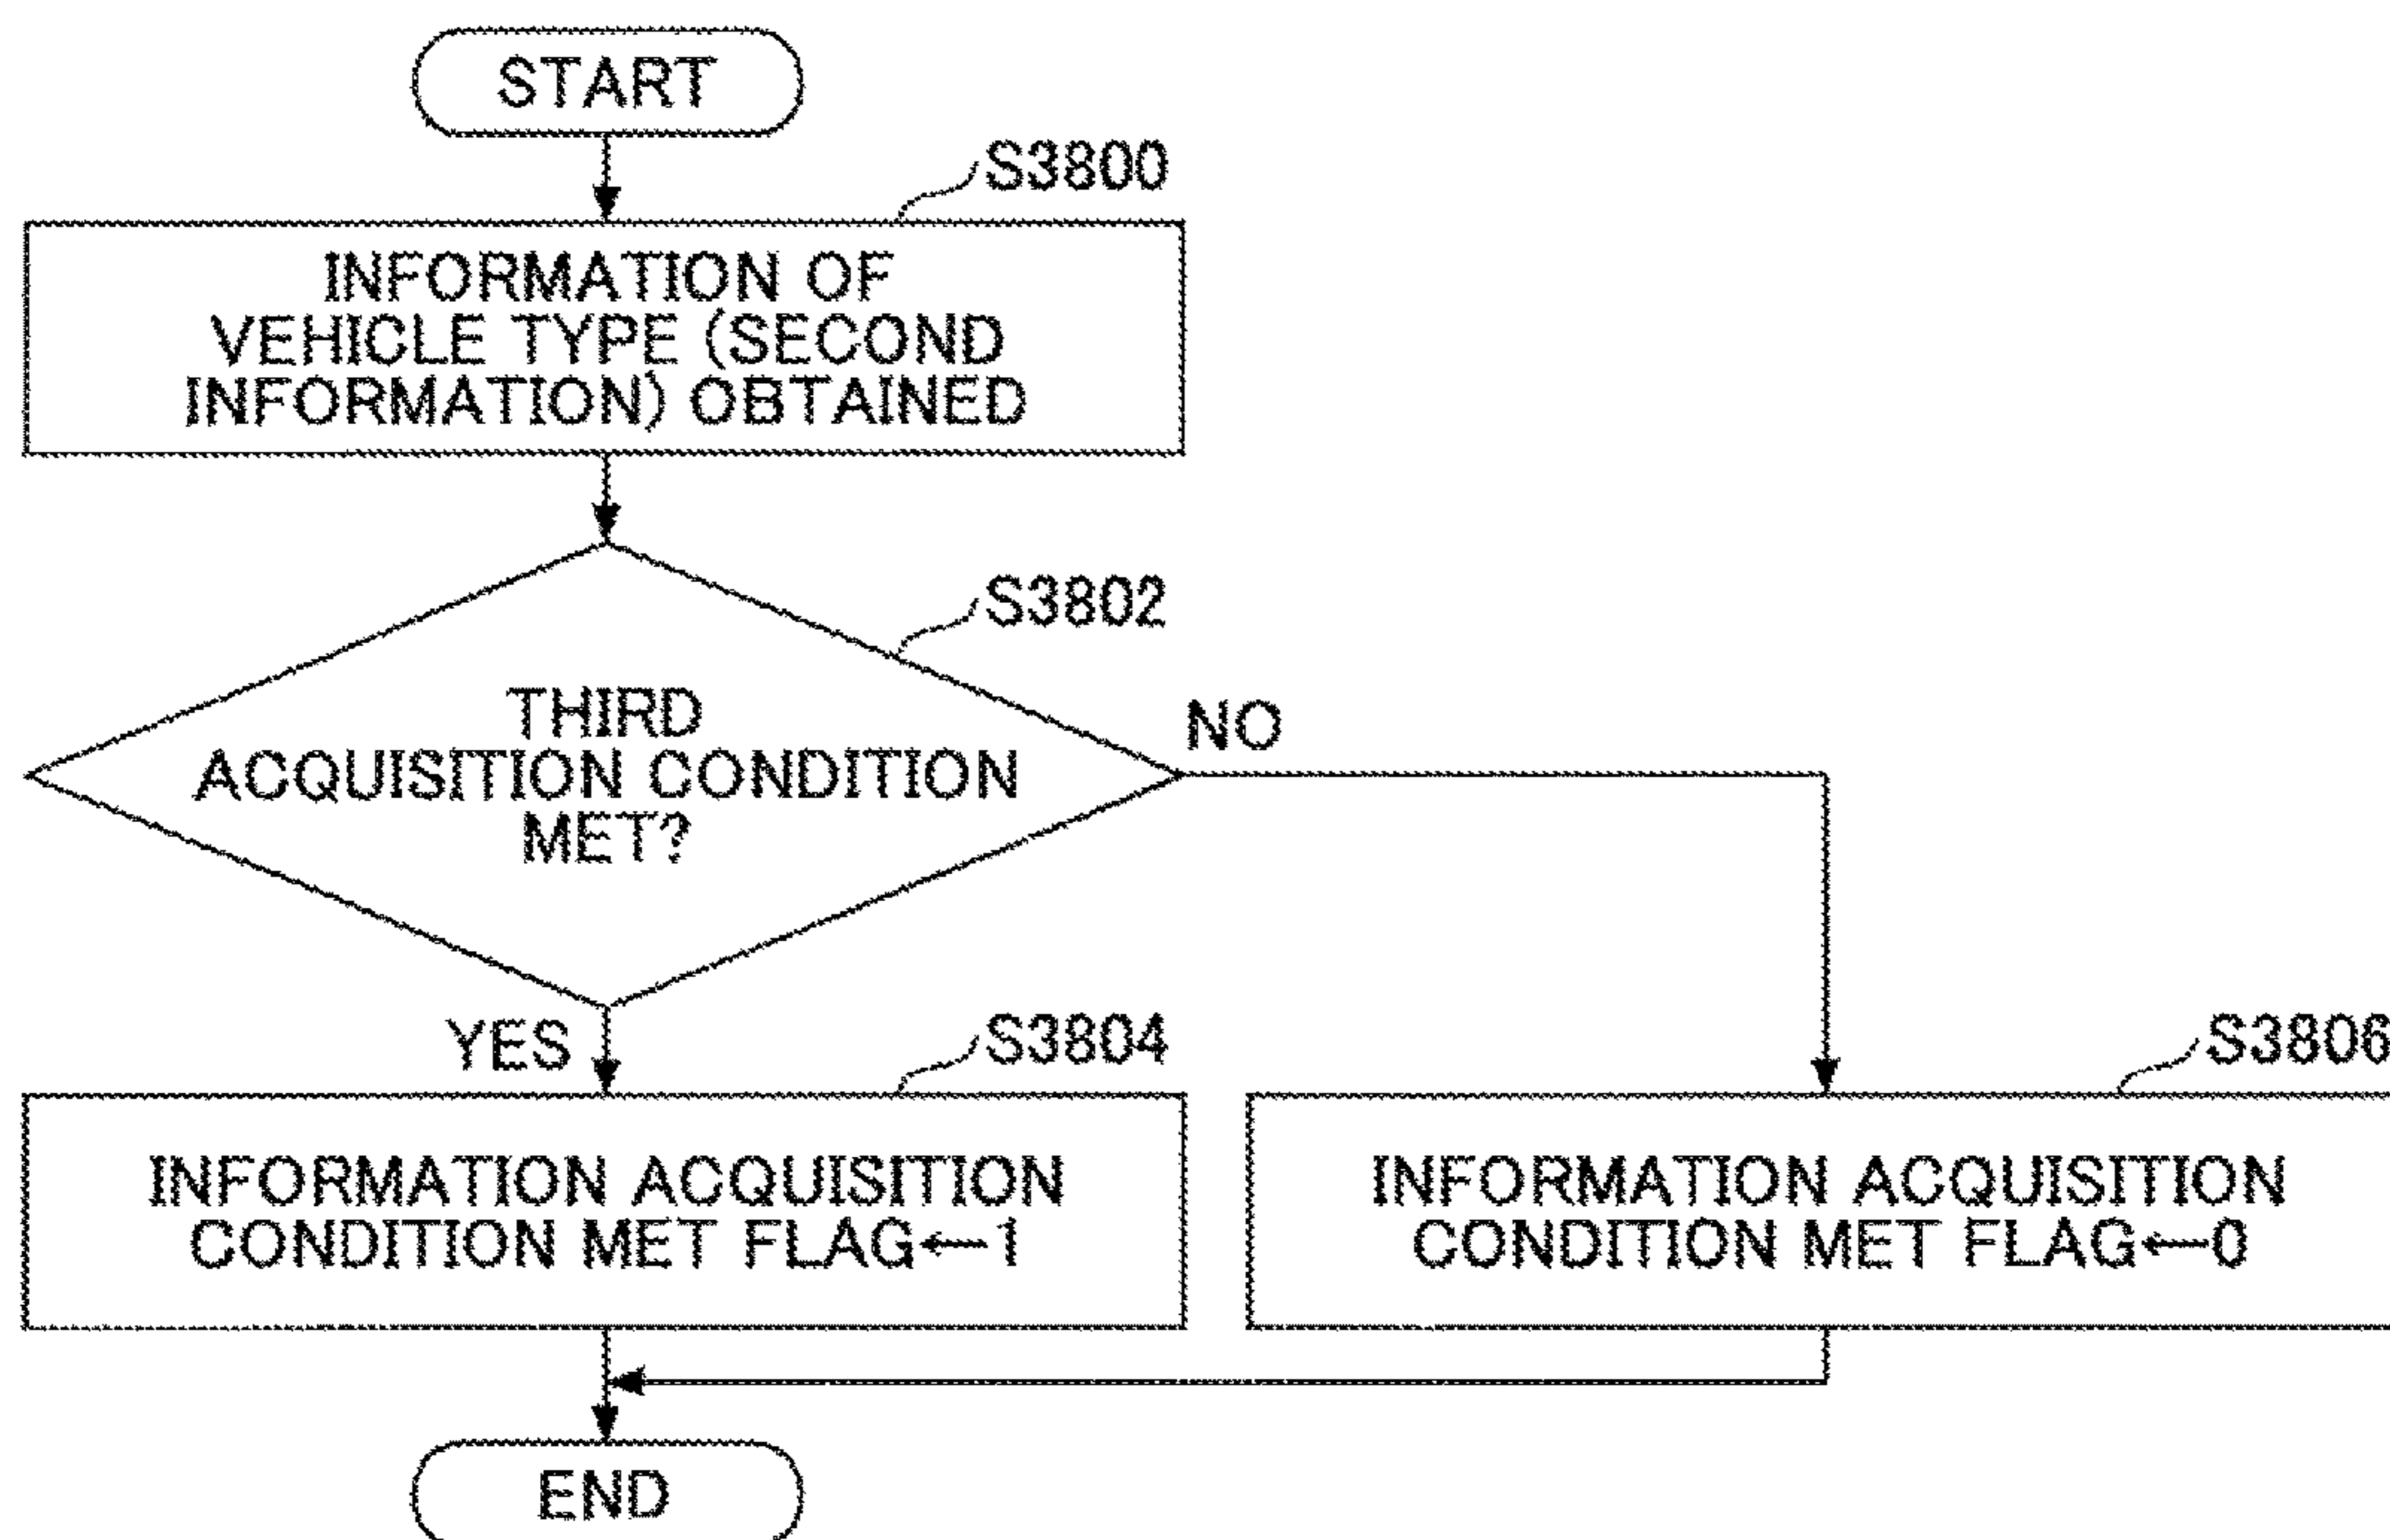 START
S3800
INFORMATION OF
VEHICLE TYPE (SECOND
INFORMATION) OBTAINED
S3802
THIRD
ACQUISITION CONDITION
MET?
NO
YES
S3804
INFORMATION ACQUISITION
CONDITION MET FLAG←1
S3806
INFORMATION ACQUISITION
CONDITION MET FLAG←0
END